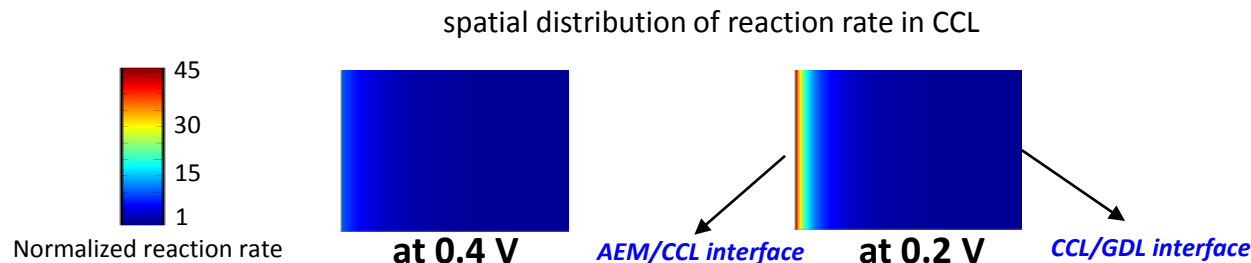 spatial distribution of reaction rate in CCL
45
30
15
1
Normalized reaction rate
at 0.4 V
AEM/CCL interface
at 0.2 V
CCL/GDL interface